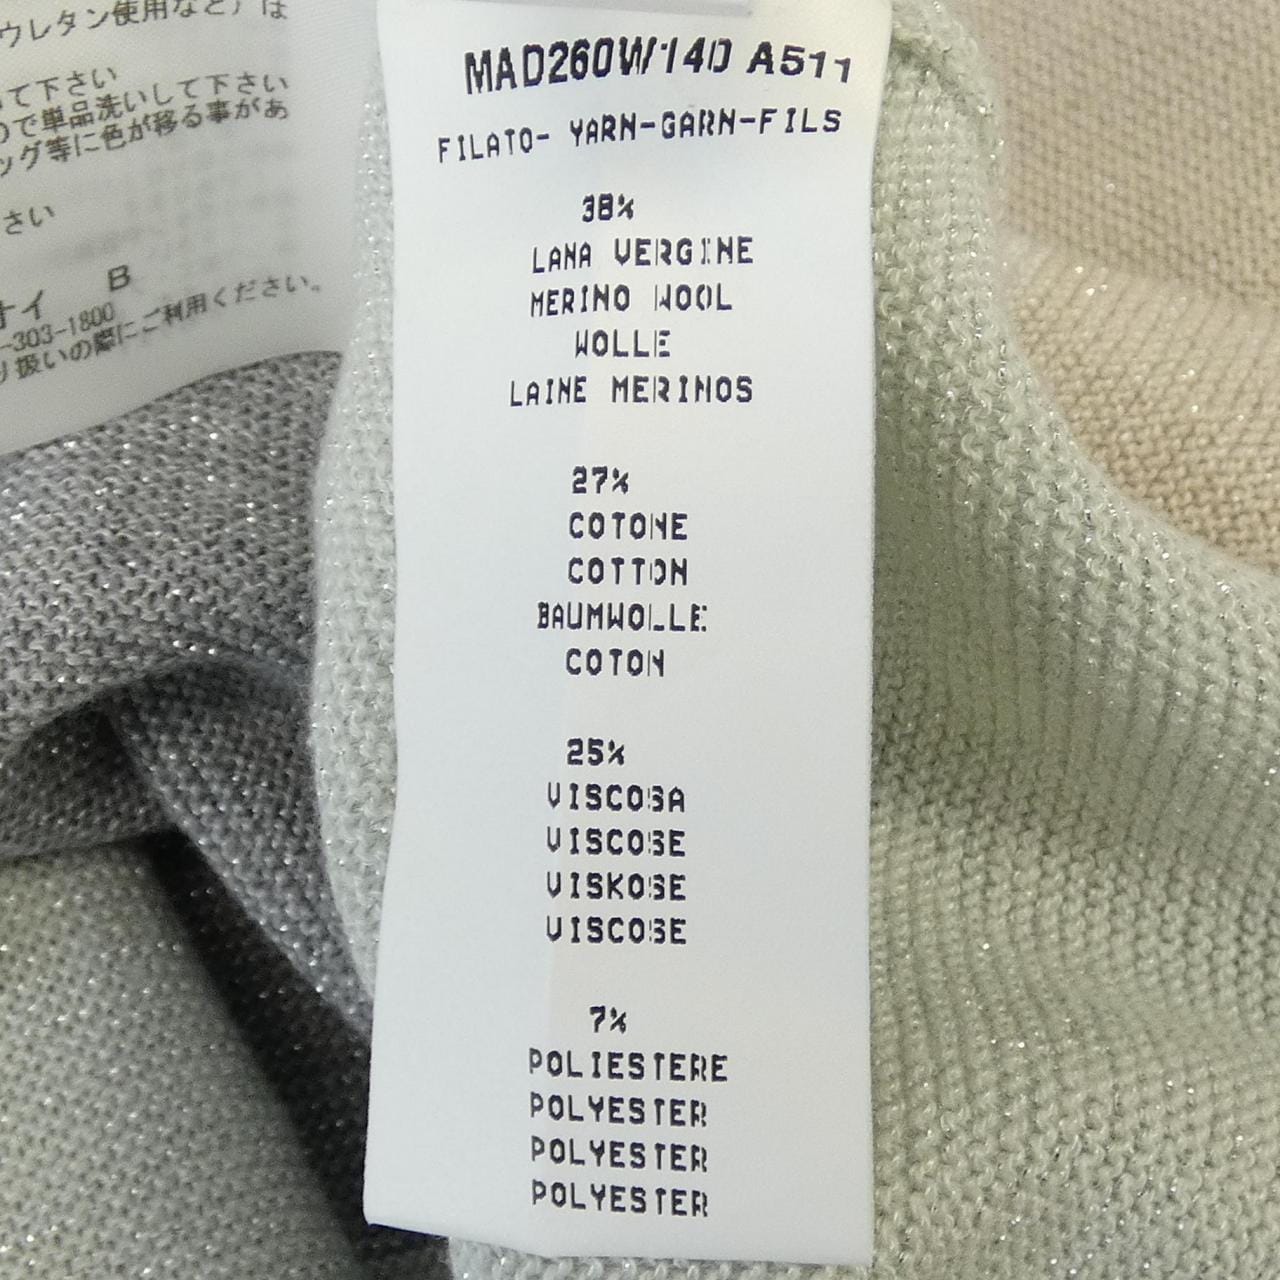 ウレタン使用など）は
って下さい
ので単品洗いして下さい
ッグ等に色が移る事があ
さい
オイ B
-303-1800
り扱いの際にご利用ください。
MAD260W140 A511
FILATO- YARN-GARN-FILS
38%
LANA VERGINE
MERINO WOOL
WOLLE
LAINE MERINOS
27%
COTONE
COTTON
BAUMWOLLE
COTON
25%
VISCOSA
VISCOSE
VISKOSE
VISCOSE
7%
POLIESTERE
POLYESTER
POLYESTER
POLYESTER